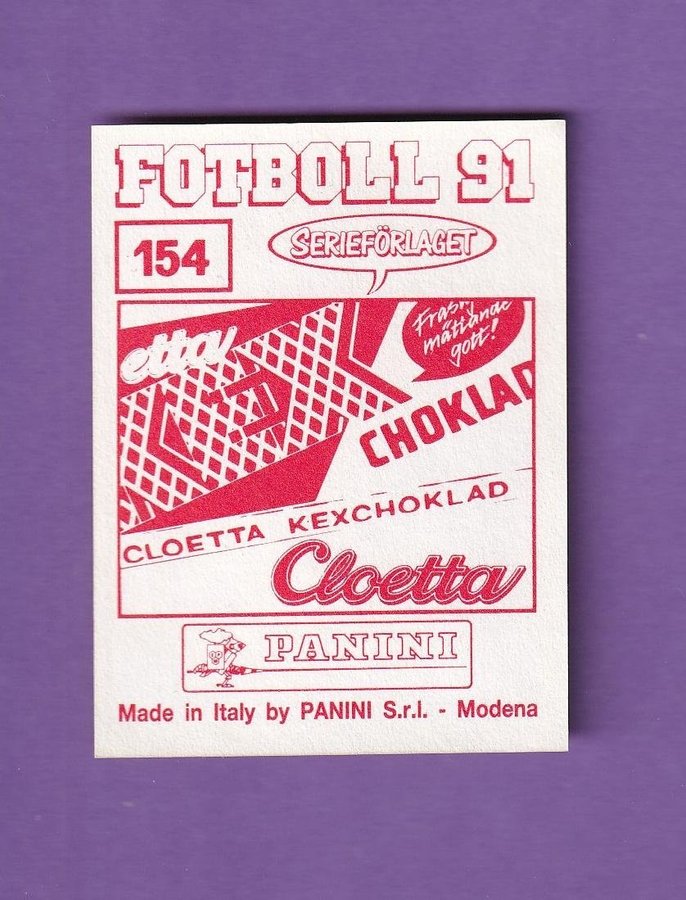 FOTBOLL 91
154
SERIEFÖRLAGET
etta
Frasig
mättande
gott!
CHOKLAD
CLOETTA KEXCHOKLAD
Cloetta
PANINI
Made in Italy by PANINI S.r.l. - Modena